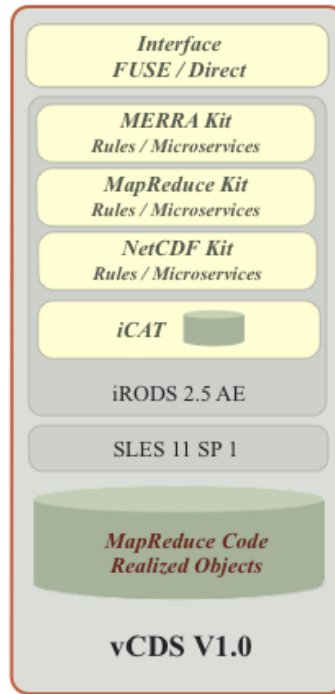 Interface
FUSE / Direct
MERRA Kit
Rules / Microservices
MapReduce Kit
Rules / Microservices
NetCDF Kit
Rules / Microservices
iCAT
iRODS 2.5 AE
SLES 11 SP 1
MapReduce Code
Realized Objects
vCDS V1.0